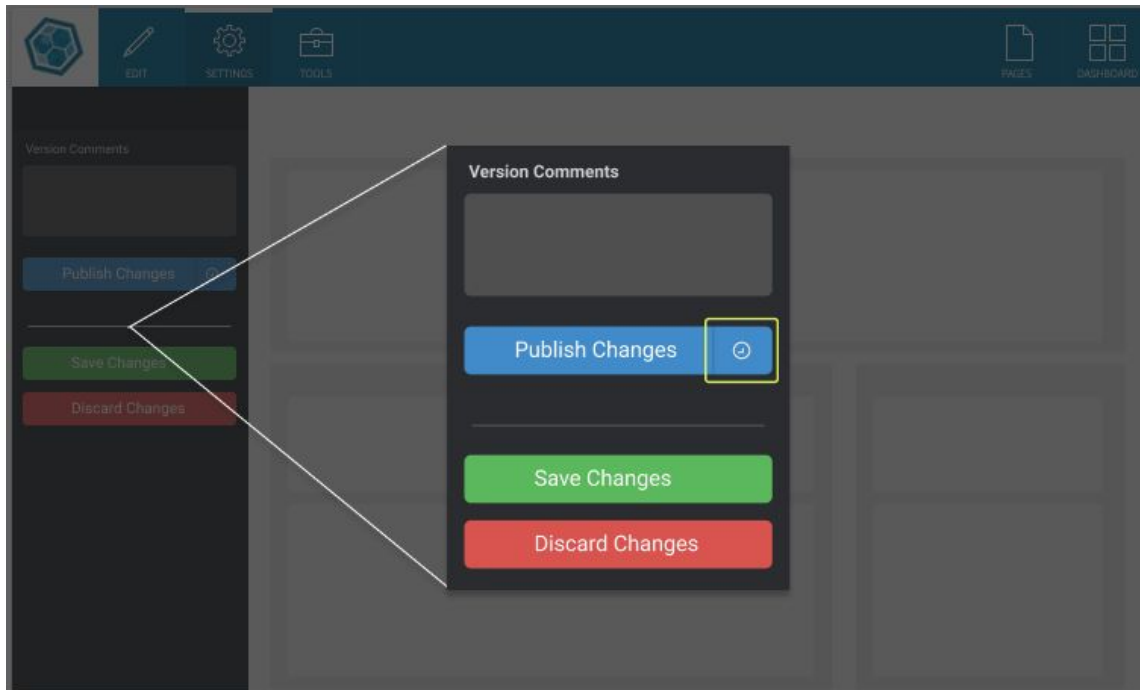 EDIT
SETTINGS
TOOLS
PAGES
DASHBOARD
Version Comments
Publish Changes
Save Changes
Discard Changes
Version Comments
Publish Changes
Save Changes
Discard Changes